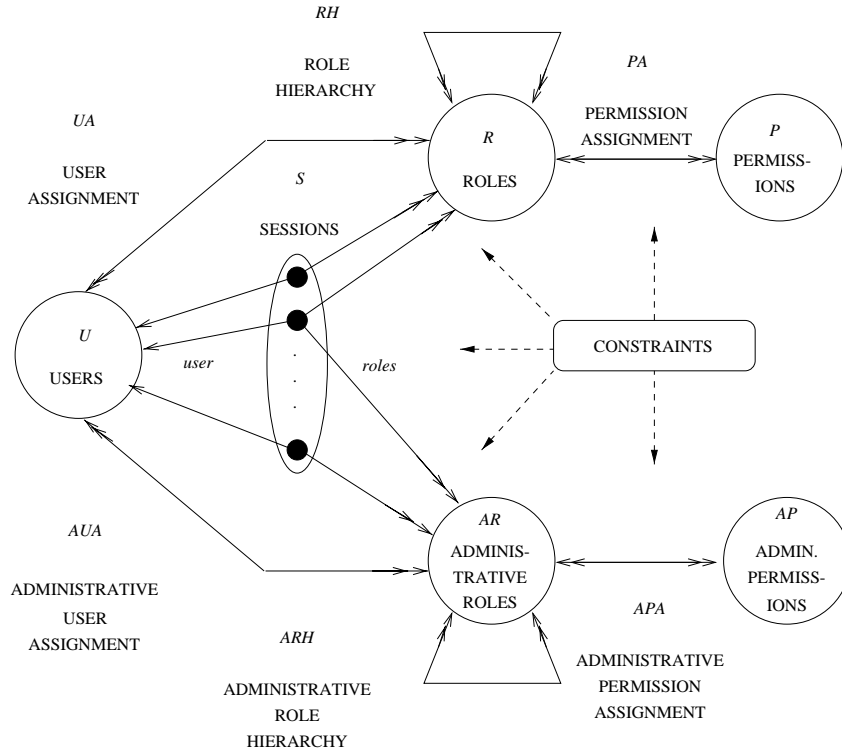 RH
ROLE
HIERARCHY
PA
PERMISSION
ASSIGNMENT
UA
USER
ASSIGNMENT
R
ROLES
P
PERMISS-
IONS
S
SESSIONS
U
USERS
user
.
.
.
.
roles
CONSTRAINTS
AUA
ADMINISTRATIVE
USER
ASSIGNMENT
AR
ADMINIS-
TRATIVE
ROLES
AP
ADMIN.
PERMISS-
IONS
ARH
ADMINISTRATIVE
ROLE
HIERARCHY
APA
ADMINISTRATIVE
PERMISSION
ASSIGNMENT